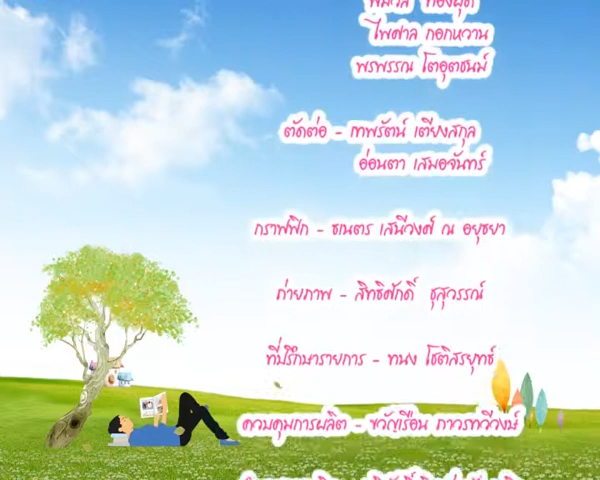 ไพศาล กอกหวาน
พรพรรณ โตอุตชนม์
ตัดต่อ - ภาพรัตน์ เตียงสกุล
อ่อนตา เสมอจันทร์
กราฟฟิก - ชเนตร เสนีวงศ์ ณ อยุธยา
ถ่ายภาพ - สิทธิศักดิ์ ชุสุวรรณ์
ที่ปรึกษารายการ - ทนง โชติสรยุทธ์
ควบคุมการผลิต - ขวัญเรือน ภาวรทวีวงษ์